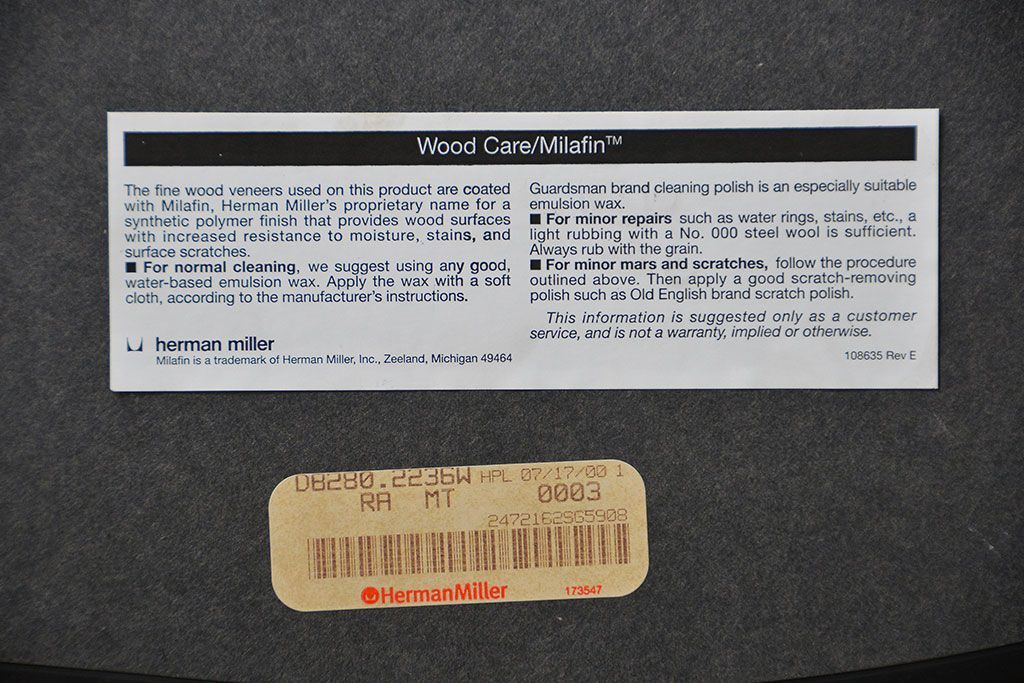 Wood Care/Milafin™
The fine wood veneers used on this product are coated
with Milafin, Herman Miller's proprietary name for a
synthetic polymer finish that provides wood surfaces
with increased resistance to moisture, stains, and
surface scratches.
■ For normal cleaning, we suggest using any good,
water-based emulsion wax. Apply the wax with a soft
cloth, according to the manufacturer's instructions.
herman miller
Milafin is a trademark of Herman Miller, Inc., Zeeland, Michigan 49464
Guardsman brand cleaning polish is an especially suitable
emulsion wax.
■ For minor repairs such as water rings, stains, etc., a
light rubbing with a No. 000 steel wool is sufficient.
Always rub with the grain.
■ For minor mars and scratches, follow the procedure
outlined above. Then apply a good scratch-removing
polish such as Old English brand scratch polish.
This information is suggested only as a customer
service, and is not a warranty, implied or otherwise.
108635 Rev E
HPL 07/17/00 1
RA MT 0003
HermanMiller 173547